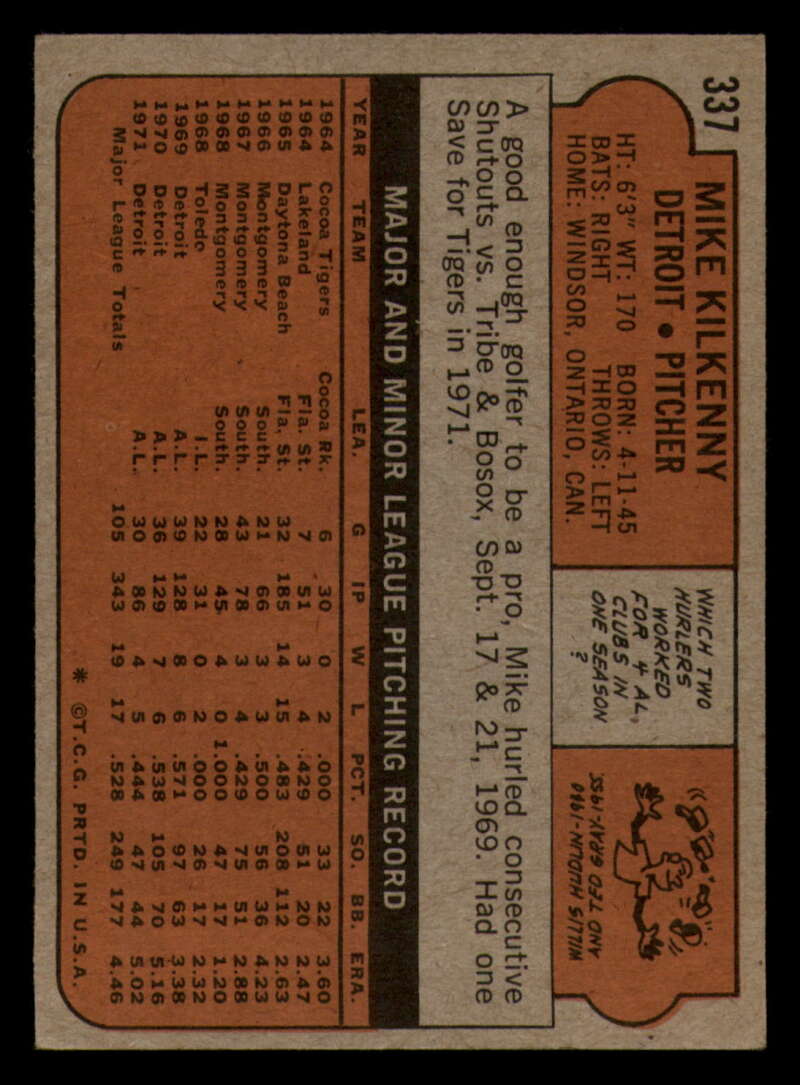 337
MIKE KILKENNY
DETROIT • PITCHER
HT: 6'3" WT: 170 BORN: 4-11-45
BATS: RIGHT THROWS: LEFT
HOME: WINDSOR, ONTARIO, CAN.
WHICH TWO
HURLERS
WORKED
FOR 4 AL,
CLUBS IN
ONE SEASON
?
AND TED GRAY-1955.
WILLIS HUDLIN-1940
A good enough golfer to be a pro, Mike hurled consecutive
Shutouts vs. Tribe & Bosox, Sept. 17 & 21, 1969. Had one
Save for Tigers in 1971.
MAJOR AND MINOR LEAGUE PITCHING RECORD
YEAR TEAM LEA. G IP W L PCT. SO. BB. ERA.
1964 Cocoa Tigers Cocoa Rk. 6 30 0 2 .000 33 22 3.60
1964 Lakeland Fla. St. 7 51 3 4 .429 51 20 2.47
1965 Daytona Beach Fla. St. 32 185 14 15 .483 208 112 2.63
1966 Montgomery South. 21 66 3 3 .500 56 36 4.23
1967 Montgomery South. 43 78 3 4 .429 75 51 2.88
1968 Montgomery South. 28 45 4 0 1.000 47 17 1.20
1968 Toledo I.L. 22 31 0 2 .000 26 17 2.32
1969 Detroit A.L. 39 128 8 6 .571 97 63 3.38
1970 Detroit A.L. 36 129 7 6 .538 105 70 5.16
1971 Detroit A.L. 30 86 4 5 .444 47 44 5.02
Major League Totals 105 343 19 17 .528 249 177 4.46
* ©T.C.G. PRTD. IN U.S.A.